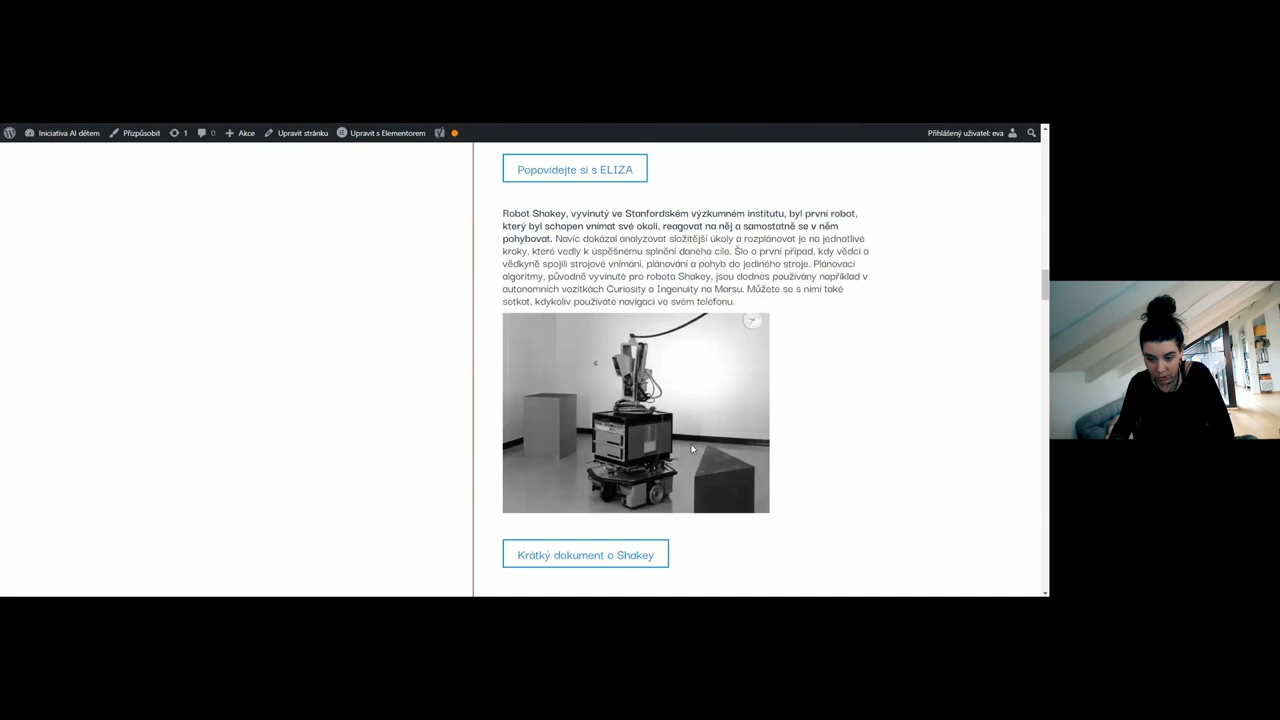 Iniciativa AI dětem Přizpůsobit 1 0 Akce Upravit stránku Upravit s Elementorem Přihlášený uživatel: eva
Popovídejte si s ELIZA
Robot Shakey, vyvinutý ve Stanfordském výzkumném institutu, byl první robot,
který byl schopen vnímat své okolí, reagovat na něj a samostatně se v něm
pohybovat. Navíc dokázal analyzovat složitější úkoly a rozplánovat je na jednotlivé
kroky, které vedly k úspěšnému splnění daného cíle. Šlo o první případ, kdy vědci a
vědkyně spojili strojové vnímání, plánování a pohyb do jediného stroje. Plánovací
algoritmy, původně vyvinuté pro robota Shakey, jsou dodnes používány například v
autonomních vozítkách Curiosity a Ingenuity na Marsu. Můžete se s nimi také
setkat, kdykoliv používáte navigaci ve svém telefonu.
Krátký dokument o Shakey